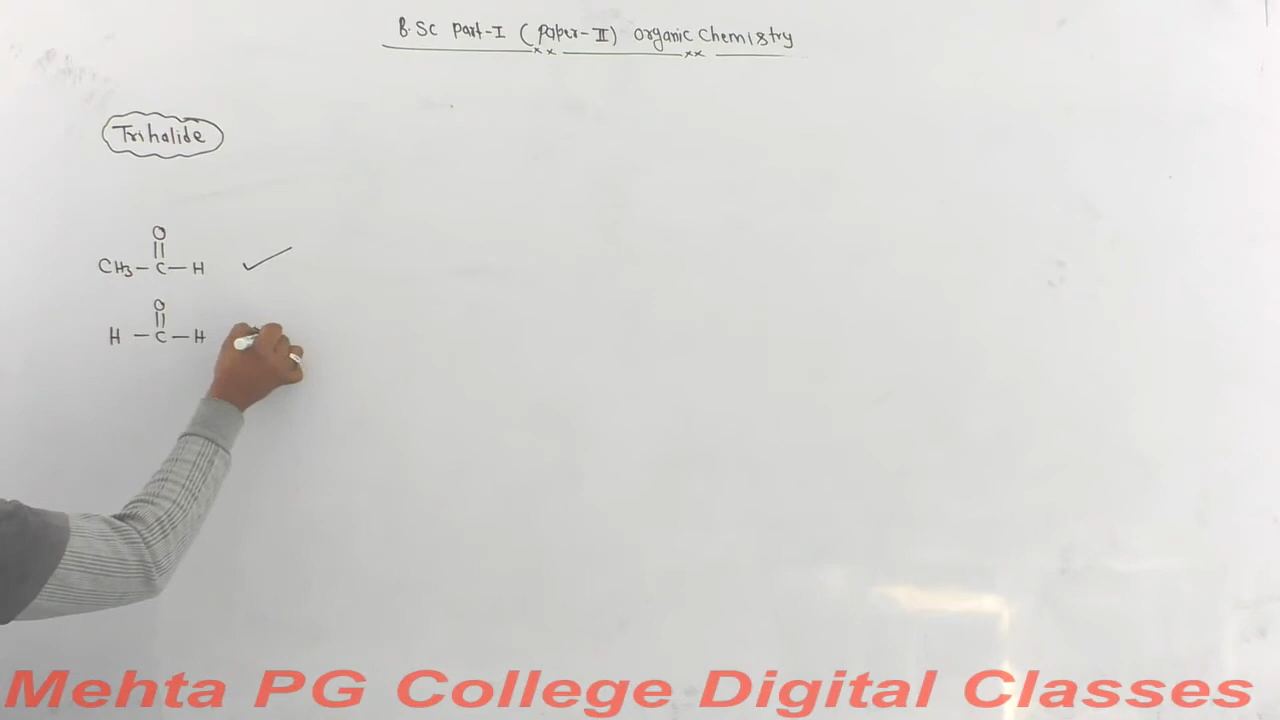 B.Sc Part-I (Paper-II) Organic Chemistry
Trihalide
O
CH3-C-H
O
H-C-H
Mehta PG College Digital Classes